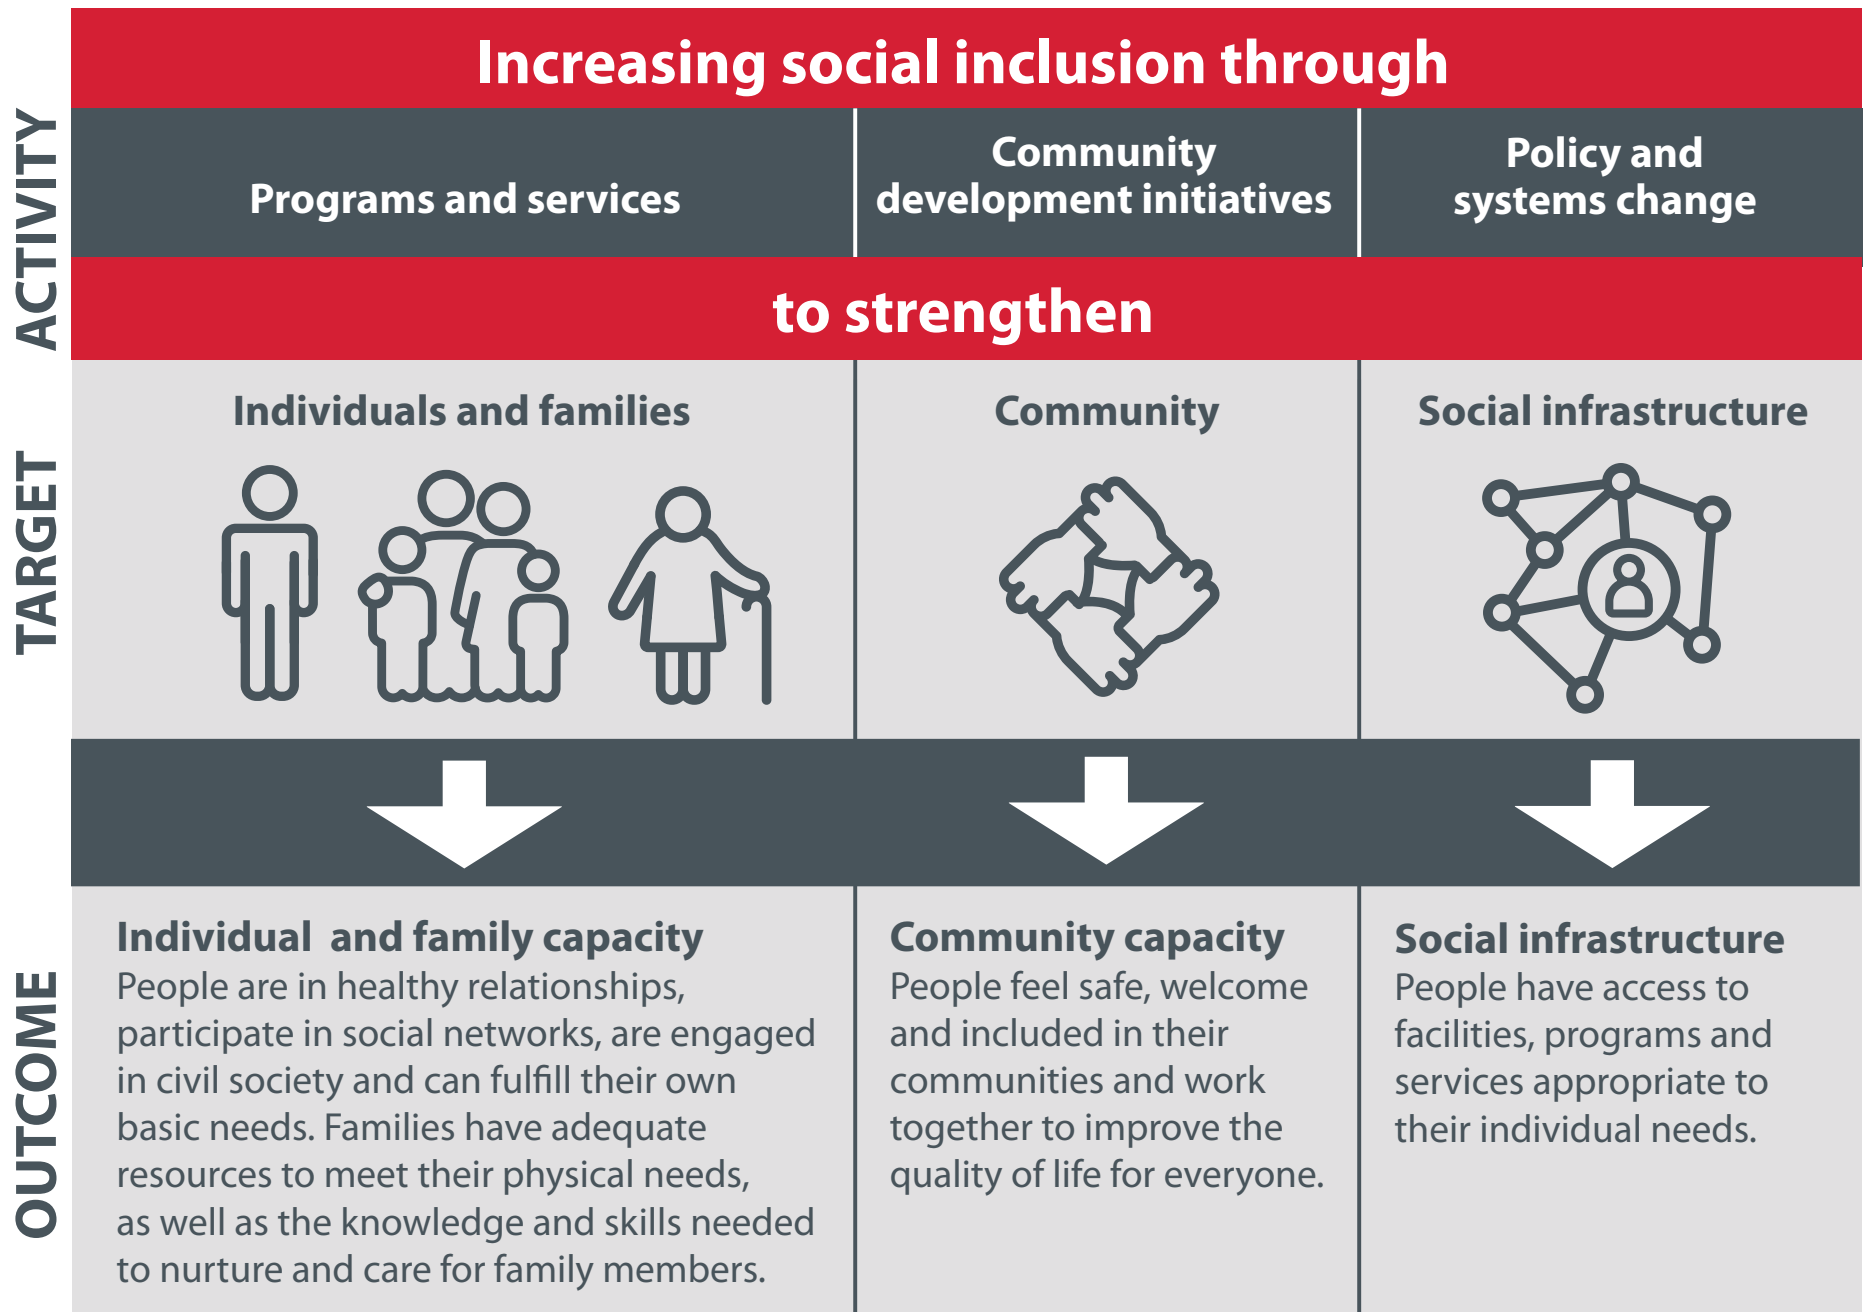 Increasing social inclusion through
ACTIVITY
Programs and services
Community
development initiatives
Policy and
systems change
to strengthen
TARGET
Individuals and families
Community
Social infrastructure
OUTCOME
Individual and family capacity
People are in healthy relationships,
participate in social networks, are engaged
in civil society and can fulfill their own
basic needs. Families have adequate
resources to meet their physical needs,
as well as the knowledge and skills needed
to nurture and care for family members.
Community capacity
People feel safe, welcome
and included in their
communities and work
together to improve the
quality of life for everyone.
Social infrastructure
People have access to
facilities, programs and
services appropriate to
their individual needs.